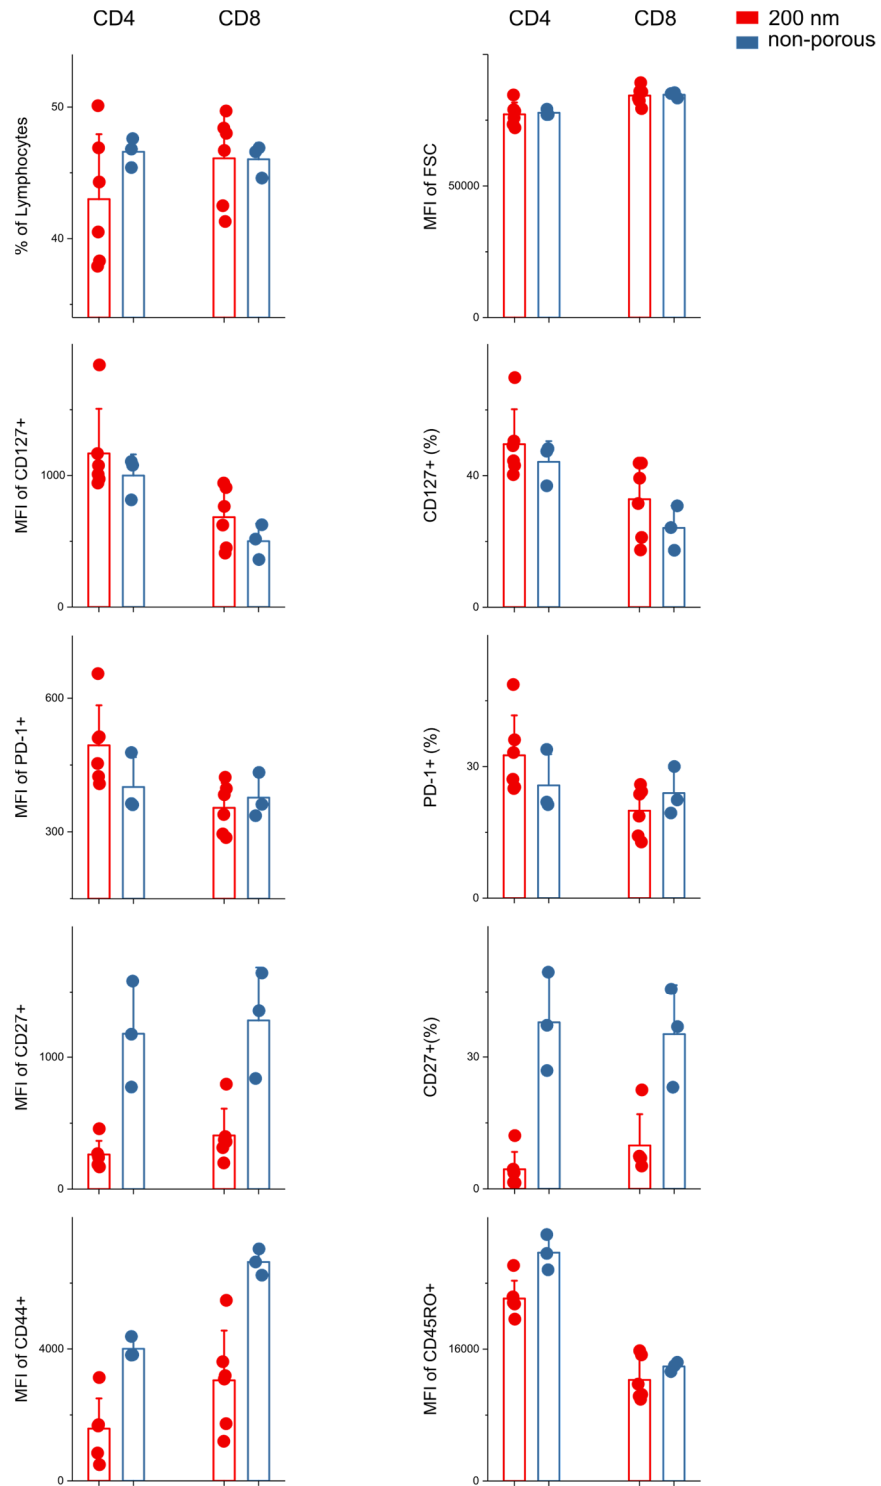 CD4 CD8 CD4 CD8 200 nm
non-porous
% of Lymphocytes
50
40
MFI of FSC
50000
0
MFI of CD127+
1000
0
CD127+ (%)
40
0
MFI of PD-1+
600
300
PD-1+ (%)
30
0
MFI of CD27+
1000
0
CD27+(%)
30
0
MFI of CD44+
4000
0
MFI of CD45RO+
16000
0